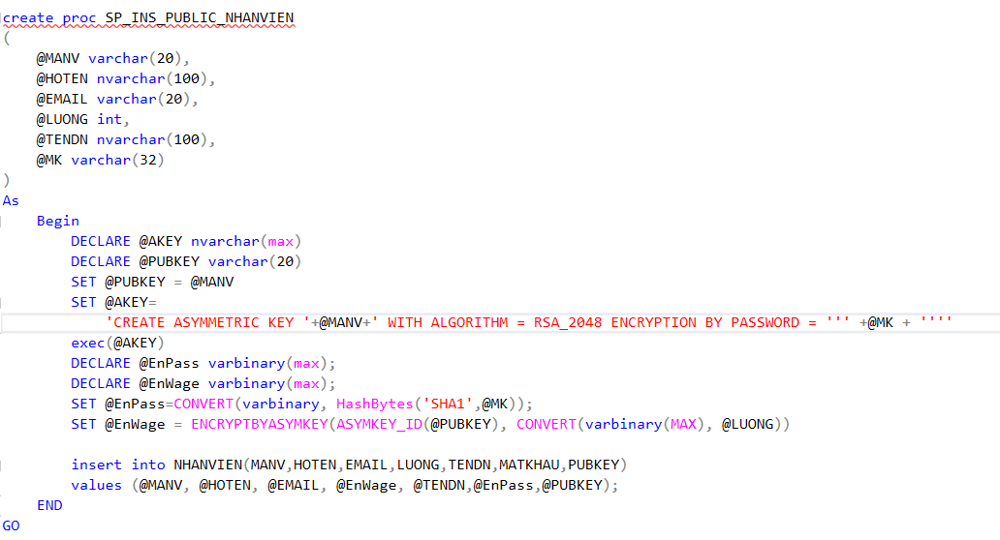 create proc SP_INS_PUBLIC_NHANVIEN
(
@MANV varchar(20),
@HOTEN nvarchar(100),
@EMAIL varchar(20),
@LUONG int,
@TENDN nvarchar(100),
@MK varchar(32)
)
As
Begin
DECLARE @AKEY nvarchar(max)
DECLARE @PUBKEY varchar(20)
SET @PUBKEY = @MANV
SET @AKEY=
'CREATE ASYMMETRIC KEY '+@MANV+' WITH ALGORITHM = RSA_2048 ENCRYPTION BY PASSWORD = ''' +@MK + ''''
exec(@AKEY)
DECLARE @EnPass varbinary(max);
DECLARE @EnWage varbinary(max);
SET @EnPass=CONVERT(varbinary, HashBytes('SHA1',@MK));
SET @EnWage = ENCRYPTBYASYMKEY(ASYMKEY_ID(@PUBKEY), CONVERT(varbinary(MAX), @LUONG))
insert into NHANVIEN(MANV,HOTEN,EMAIL,LUONG,TENDN,MATKHAU,PUBKEY)
values (@MANV, @HOTEN, @EMAIL, @EnWage, @TENDN,@EnPass,@PUBKEY);
END
GO